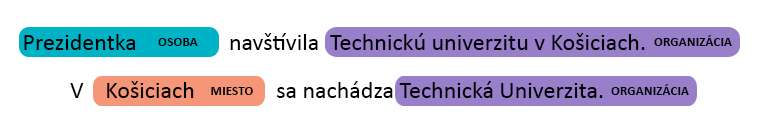 Prezidentka OSOBA navštívila Technickú univerzitu v Košiciach. ORGANIZÁCIA
V Košiciach MIESTO sa nachádza Technická Univerzita. ORGANIZÁCIA